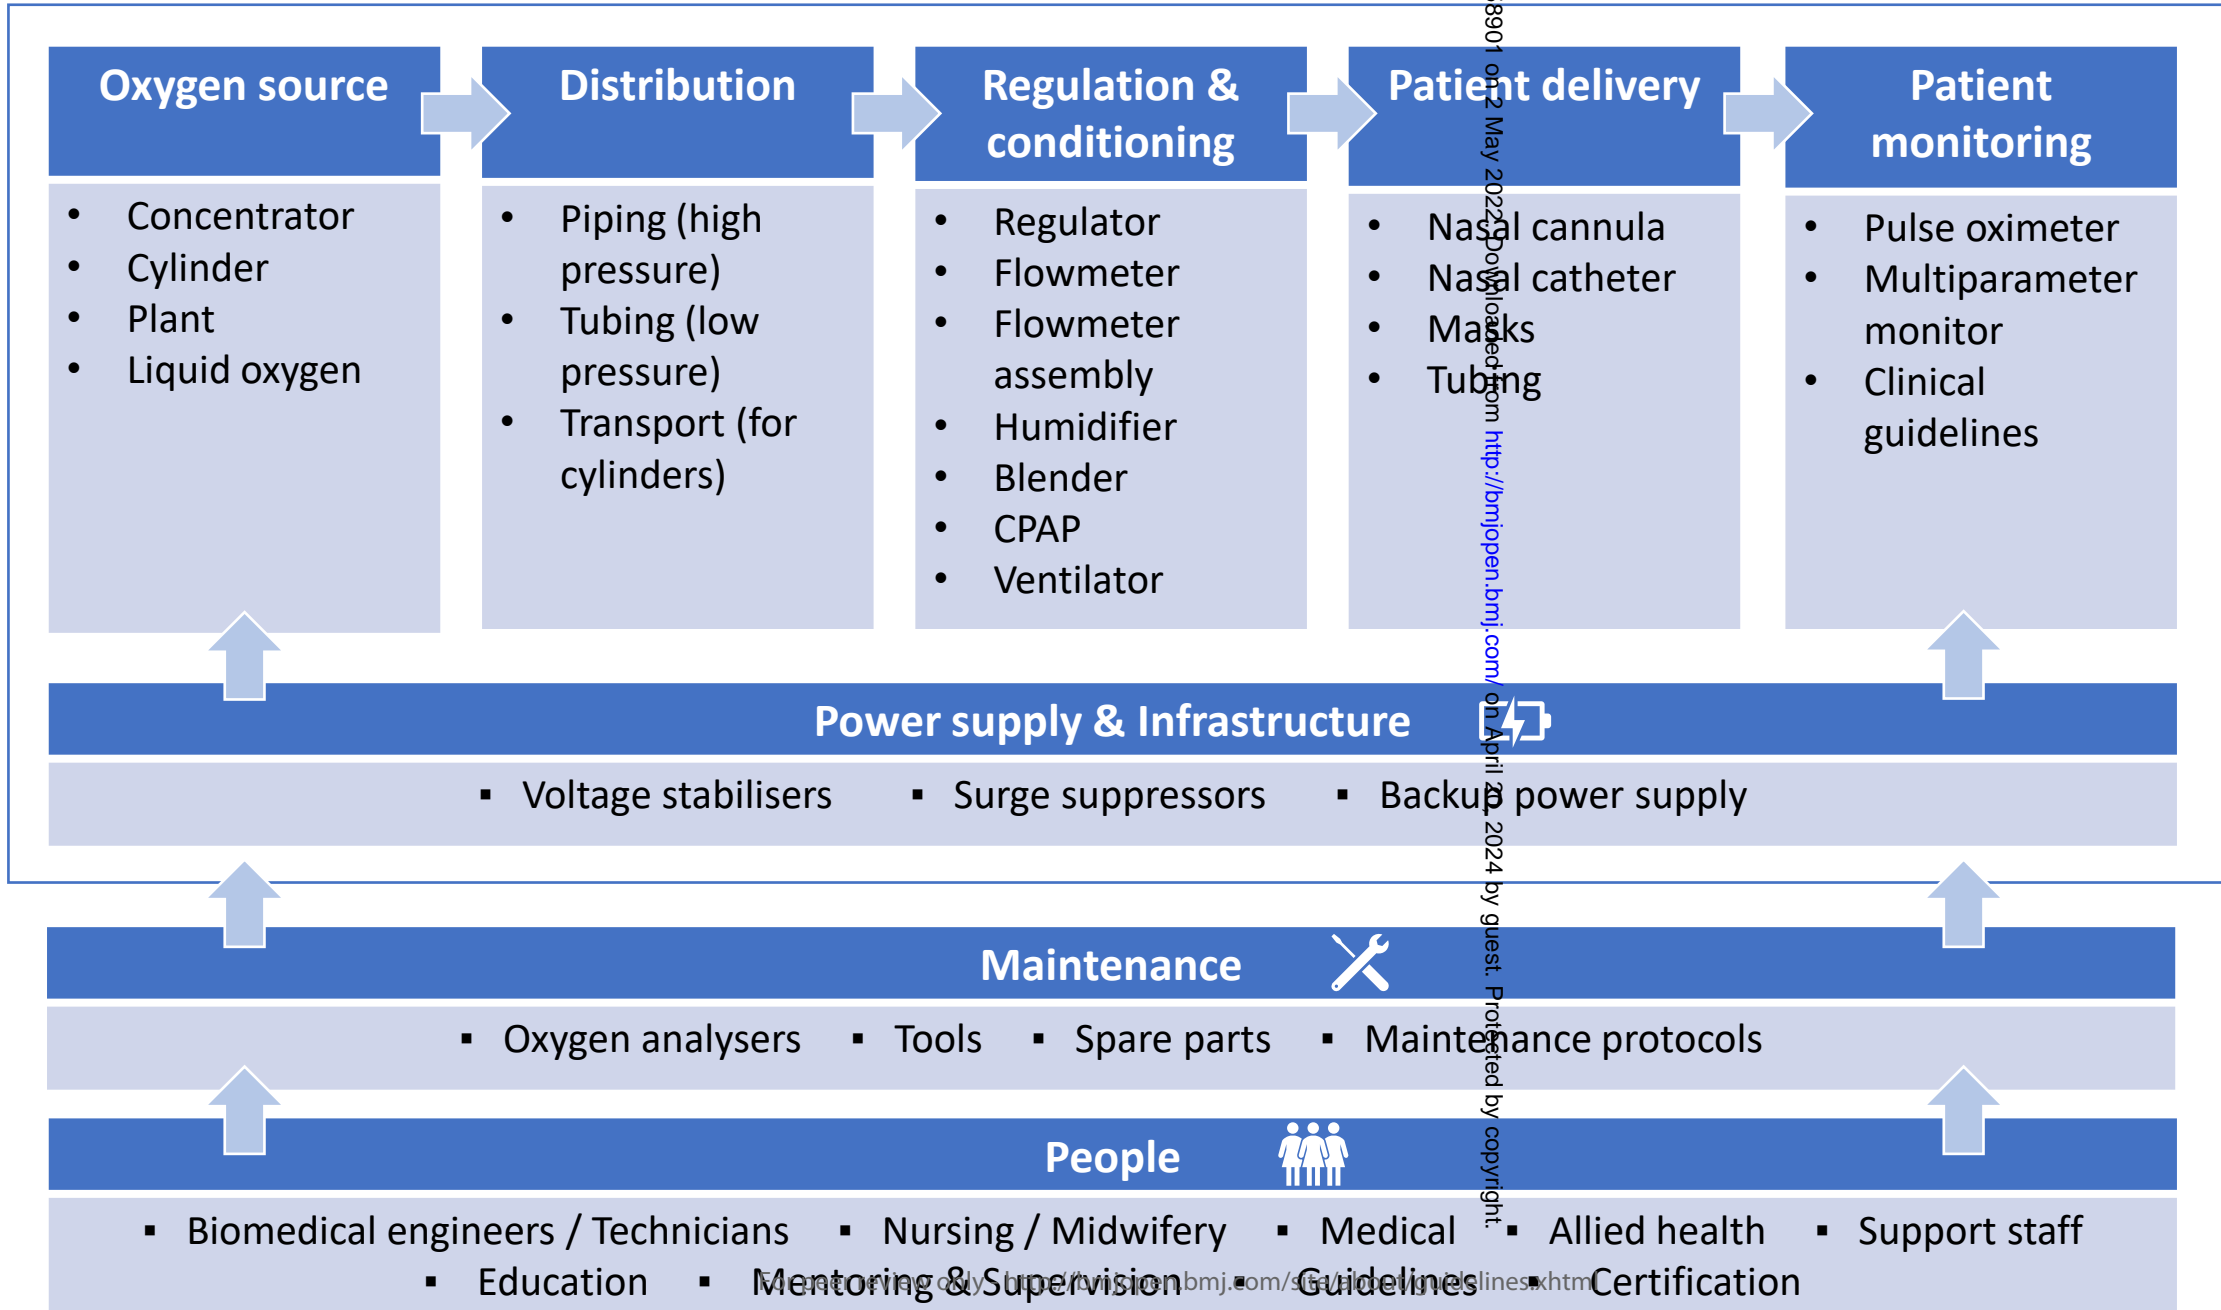 Oxygen source
• Concentrator
• Cylinder
• Plant
• Liquid oxygen
Distribution
• Piping (high
pressure)
• Tubing (low
pressure)
• Transport (for
cylinders)
Regulation &
conditioning
• Regulator
• Flowmeter
• Flowmeter
assembly
• Humidifier
• Blender
• CPAP
• Ventilator
Patient delivery
• Nasal cannula
• Nasal catheter
• Masks
• Tubing
Patient
monitoring
• Pulse oximeter
• Multiparameter
monitor
• Clinical
guidelines
Power supply & Infrastructure
▪ Voltage stabilisers ▪ Surge suppressors ▪ Backup power supply
Maintenance
▪ Oxygen analysers ▪ Tools ▪ Spare parts ▪ Maintenance protocols
People
▪ Biomedical engineers / Technicians ▪ Nursing / Midwifery ▪ Medical ▪ Allied health ▪ Support staff
▪ Education ▪ Mentoring & Supervision ▪ Guidelines ▪ Certification
For peer review only - http://bmjopen.bmj.com/site/about/guidelines.xhtml
on 2 May 2022. Downloaded from http://bmjopen.bmj.com/ on April 20, 2024 by guest. Protected by copyright.